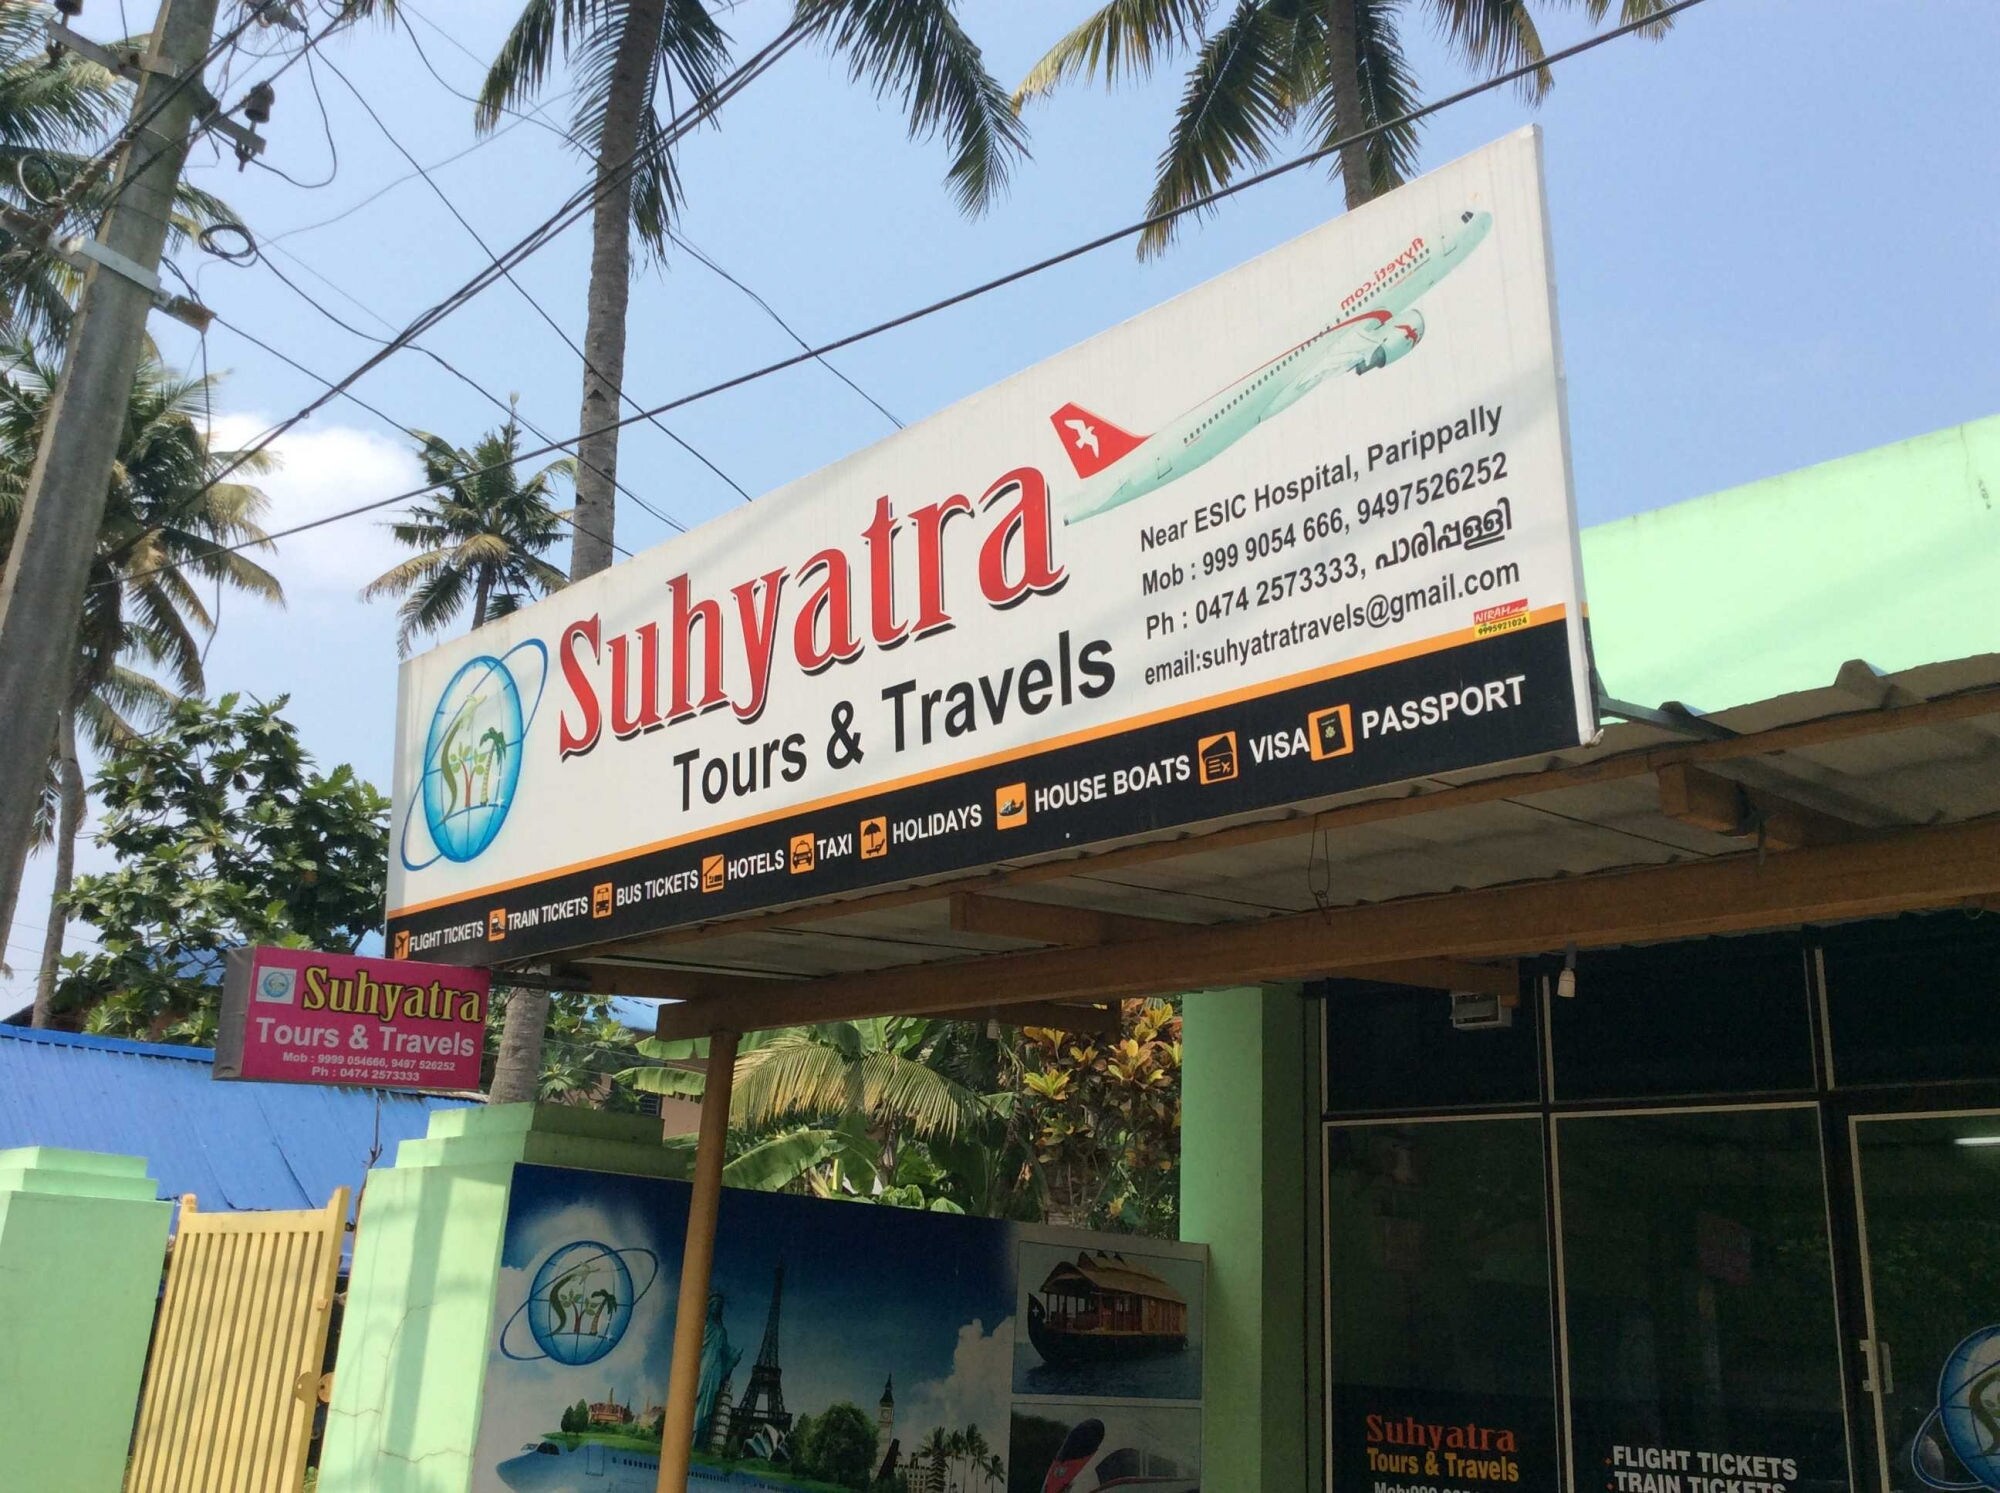 flyyeti.com
Suhyatra
Tours & Travels
Near ESIC Hospital, Parippally
Mob : 999 9054 666, 9497526252
Ph : 0474 2573333, പാരിപ്പള്ളി
email:suhyatratravels@gmail.com
NIRAM
9995921024
FLIGHT TICKETS TRAIN TICKETS BUS TICKETS HOTELS TAXI HOLIDAYS HOUSE BOATS VISA PASSPORT
Suhyatra
Tours & Travels
Mob : 9999 054666, 9497 526252
Ph : 0474 2573333
Suhyatra
Tours & Travels
FLIGHT TICKETS
TRAIN TICKETS